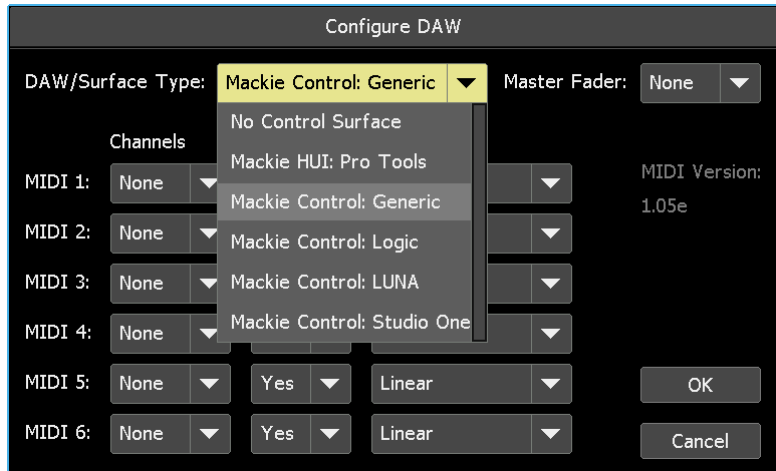 Configure DAW
DAW/Surface Type: Mackie Control: Generic Master Fader: None
No Control Surface
Channels
Mackie HUI: Pro Tools
MIDI 1: None MIDI Version:
Mackie Control: Generic
1.05e
MIDI 2: None
Mackie Control: Logic
MIDI 3: None
Mackie Control: LUNA
MIDI 4: None
Mackie Control: Studio One
MIDI 5: None Yes Linear OK
MIDI 6: None Yes Linear Cancel